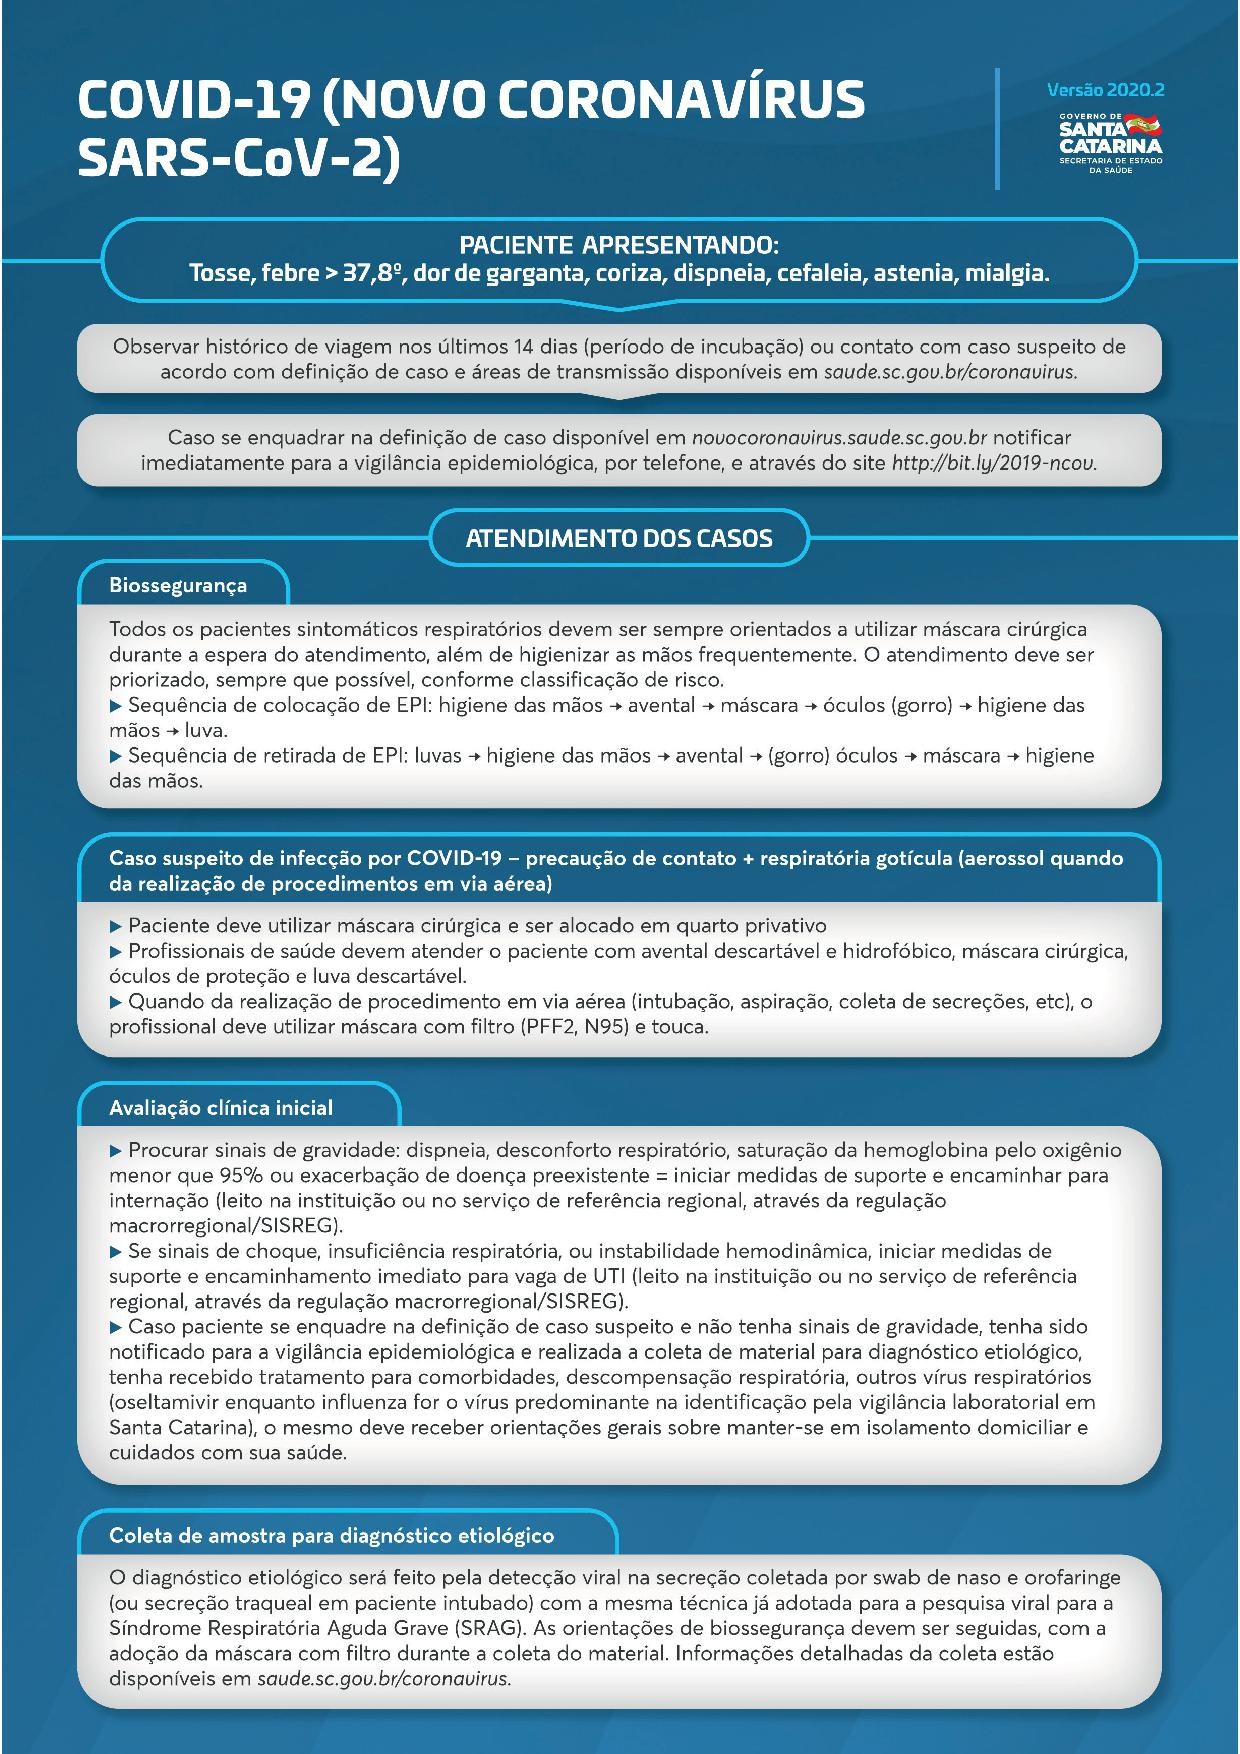 COVID-19 (NOVO CORONAVÍRUS
SARS-CoV-2)
Versão 2020.2
GOVERNO DE
SANTA
CATARINA
SECRETARIA DE ESTADO
DA SAÚDE
PACIENTE APRESENTANDO:
Tosse, febre > 37,8º, dor de garganta, coriza, dispneia, cefaleia, astenia, mialgia.
Observar histórico de viagem nos últimos 14 dias (período de incubação) ou contato com caso suspeito de
acordo com definição de caso e áreas de transmissão disponíveis em saude.sc.gov.br/coronavirus.
Caso se enquadrar na definição de caso disponível em novocoronavirus.saude.sc.gov.br notificar
imediatamente para a vigilância epidemiológica, por telefone, e através do site http://bit.ly/2019-ncov.
ATENDIMENTO DOS CASOS
Biossegurança
Todos os pacientes sintomáticos respiratórios devem ser sempre orientados a utilizar máscara cirúrgica
durante a espera do atendimento, além de higienizar as mãos frequentemente. O atendimento deve ser
priorizado, sempre que possível, conforme classificação de risco.
▶ Sequência de colocação de EPI: higiene das mãos → avental → máscara → óculos (gorro) → higiene das
mãos → luva.
▶ Sequência de retirada de EPI: luvas → higiene das mãos → avental → (gorro) óculos → máscara → higiene
das mãos.
Caso suspeito de infecção por COVID-19 – precaução de contato + respiratória gotícula (aerossol quando
da realização de procedimentos em via aérea)
▶ Paciente deve utilizar máscara cirúrgica e ser alocado em quarto privativo
▶ Profissionais de saúde devem atender o paciente com avental descartável e hidrofóbico, máscara cirúrgica,
óculos de proteção e luva descartável.
▶ Quando da realização de procedimento em via aérea (intubação, aspiração, coleta de secreções, etc), o
profissional deve utilizar máscara com filtro (PFF2, N95) e touca.
Avaliação clínica inicial
▶ Procurar sinais de gravidade: dispneia, desconforto respiratório, saturação da hemoglobina pelo oxigênio
menor que 95% ou exacerbação de doença preexistente = iniciar medidas de suporte e encaminhar para
internação (leito na instituição ou no serviço de referência regional, através da regulação
macrorregional/SISREG).
▶ Se sinais de choque, insuficiência respiratória, ou instabilidade hemodinâmica, iniciar medidas de
suporte e encaminhamento imediato para vaga de UTI (leito na instituição ou no serviço de referência
regional, através da regulação macrorregional/SISREG).
▶ Caso paciente se enquadre na definição de caso suspeito e não tenha sinais de gravidade, tenha sido
notificado para a vigilância epidemiológica e realizada a coleta de material para diagnóstico etiológico,
tenha recebido tratamento para comorbidades, descompensação respiratória, outros vírus respiratórios
(oseltamivir enquanto influenza for o vírus predominante na identificação pela vigilância laboratorial em
Santa Catarina), o mesmo deve receber orientações gerais sobre manter-se em isolamento domiciliar e
cuidados com sua saúde.
Coleta de amostra para diagnóstico etiológico
O diagnóstico etiológico será feito pela detecção viral na secreção coletada por swab de naso e orofaringe
(ou secreção traqueal em paciente intubado) com a mesma técnica já adotada para a pesquisa viral para a
Síndrome Respiratória Aguda Grave (SRAG). As orientações de biossegurança devem ser seguidas, com a
adoção da máscara com filtro durante a coleta do material. Informações detalhadas da coleta estão
disponíveis em saude.sc.gov.br/coronavirus.